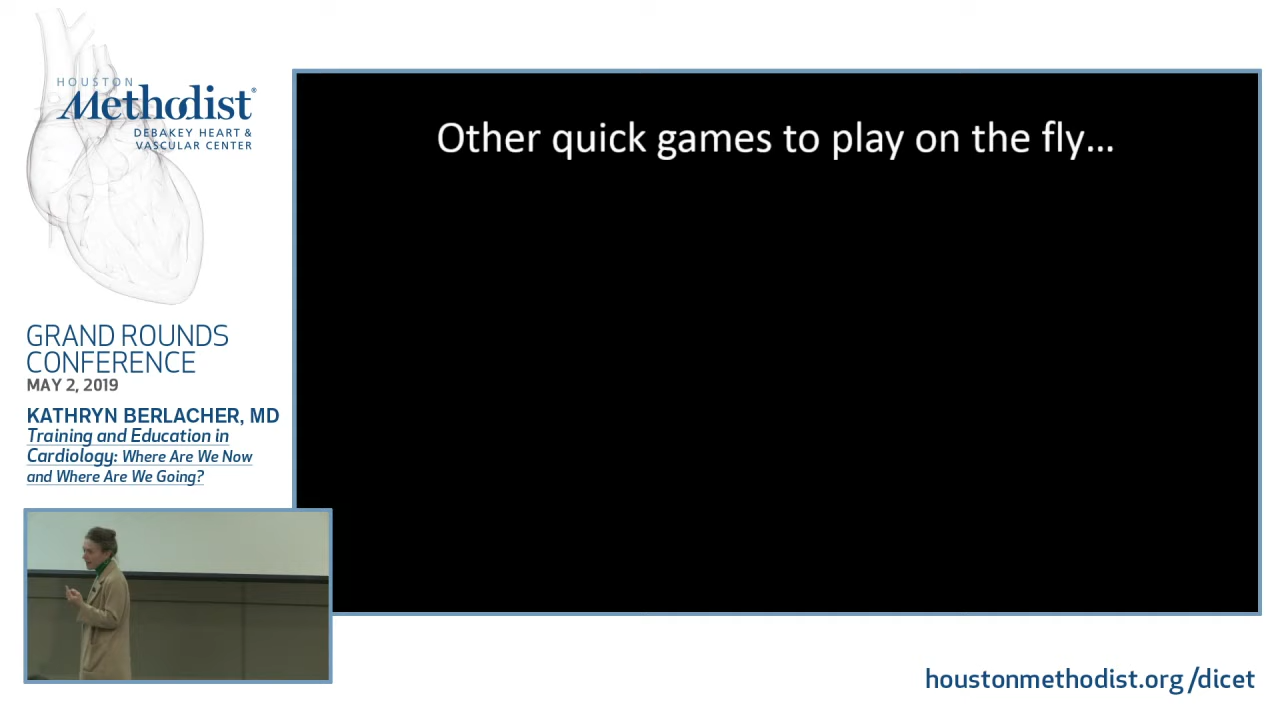 HOUSTON
Methodist®
DEBAKEY HEART &
VASCULAR CENTER
GRAND ROUNDS
CONFERENCE
MAY 2, 2019
KATHRYN BERLACHER, MD
Training and Education in
Cardiology: Where Are We Now
and Where Are We Going?
Other quick games to play on the fly...
houstonmethodist.org/dicet